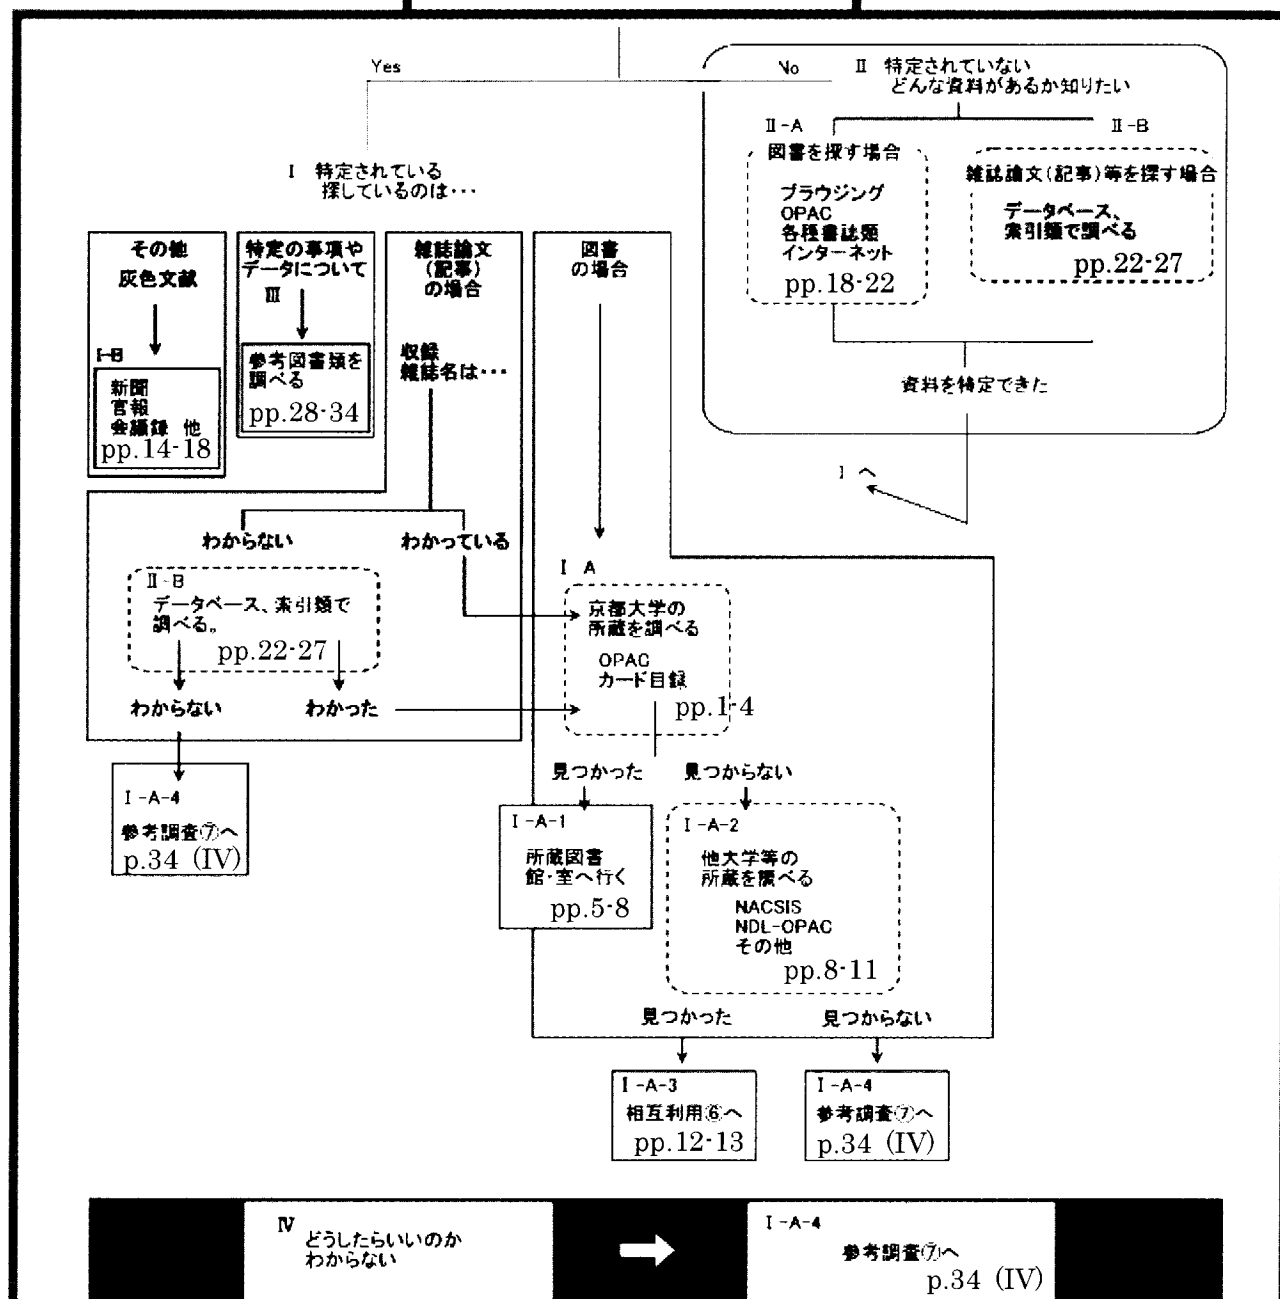 Yes
No
Ⅱ 特定されていない
どんな資料があるか知りたい
Ⅱ-A
図書を探す場合
ブラウジング
OPAC
各種書誌類
インターネット
pp.18-22
Ⅱ-B
雑誌論文(記事)等を探す場合
データベース、
索引類で調べる
pp.22-27
資料を特定できた
Ⅰ へ
Ⅰ 特定されている
探しているのは・・・
その他
灰色文献
Ⅰ-B
新聞
官報
会議録 他
pp.14-18
特定の事項や
データについて
Ⅲ
参考図書類を
調べる
pp.28-34
雑誌論文
(記事)
の場合
収録
雑誌名は・・・
わからない
わかっている
Ⅱ-B
データベース、索引類で
調べる。
pp.22-27
わからない
わかった
Ⅰ-A-4
参考調査⑦へ
p.34 (IV)
図書
の場合
Ⅰ A
京都大学の
所蔵を調べる
OPAC
カード目録
pp.1-4
見つかった
見つからない
Ⅰ-A-1
所蔵図書
館・室へ行く
pp.5-8
Ⅰ-A-2
他大学等の
所蔵を調べる
NACSIS
NDL-OPAC
その他
pp.8-11
見つかった
見つからない
Ⅰ-A-3
相互利用⑥へ
pp.12-13
Ⅰ-A-4
参考調査⑦へ
p.34 (IV)
Ⅳ
どうしたらいいのか
わからない
Ⅰ-A-4
参考調査⑦へ
p.34 (IV)